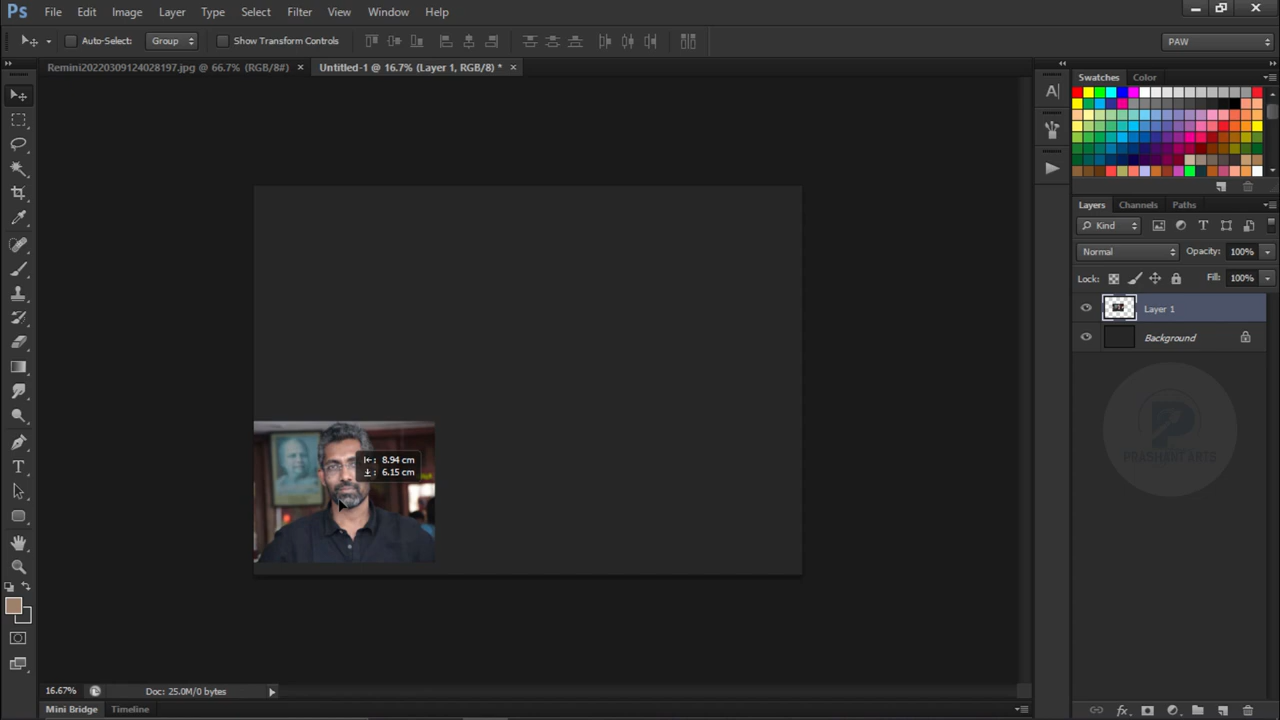 Ps File Edit Image Layer Type Select Filter View Window Help
Auto-Select: Group Show Transform Controls PAW
Remini20220309124028197.jpg @ 66.7% (RGB/8#) × Untitled-1 @ 16.7% (Layer 1, RGB/8) * ×
Swatches Color
Layers Channels Paths
Kind
Normal Opacity: 100%
Lock: Fill: 100%
Layer 1
Background
PRASHANT ARTS
8.94 cm
6.15 cm
16.67% Doc: 25.0M/0 bytes
Mini Bridge Timeline